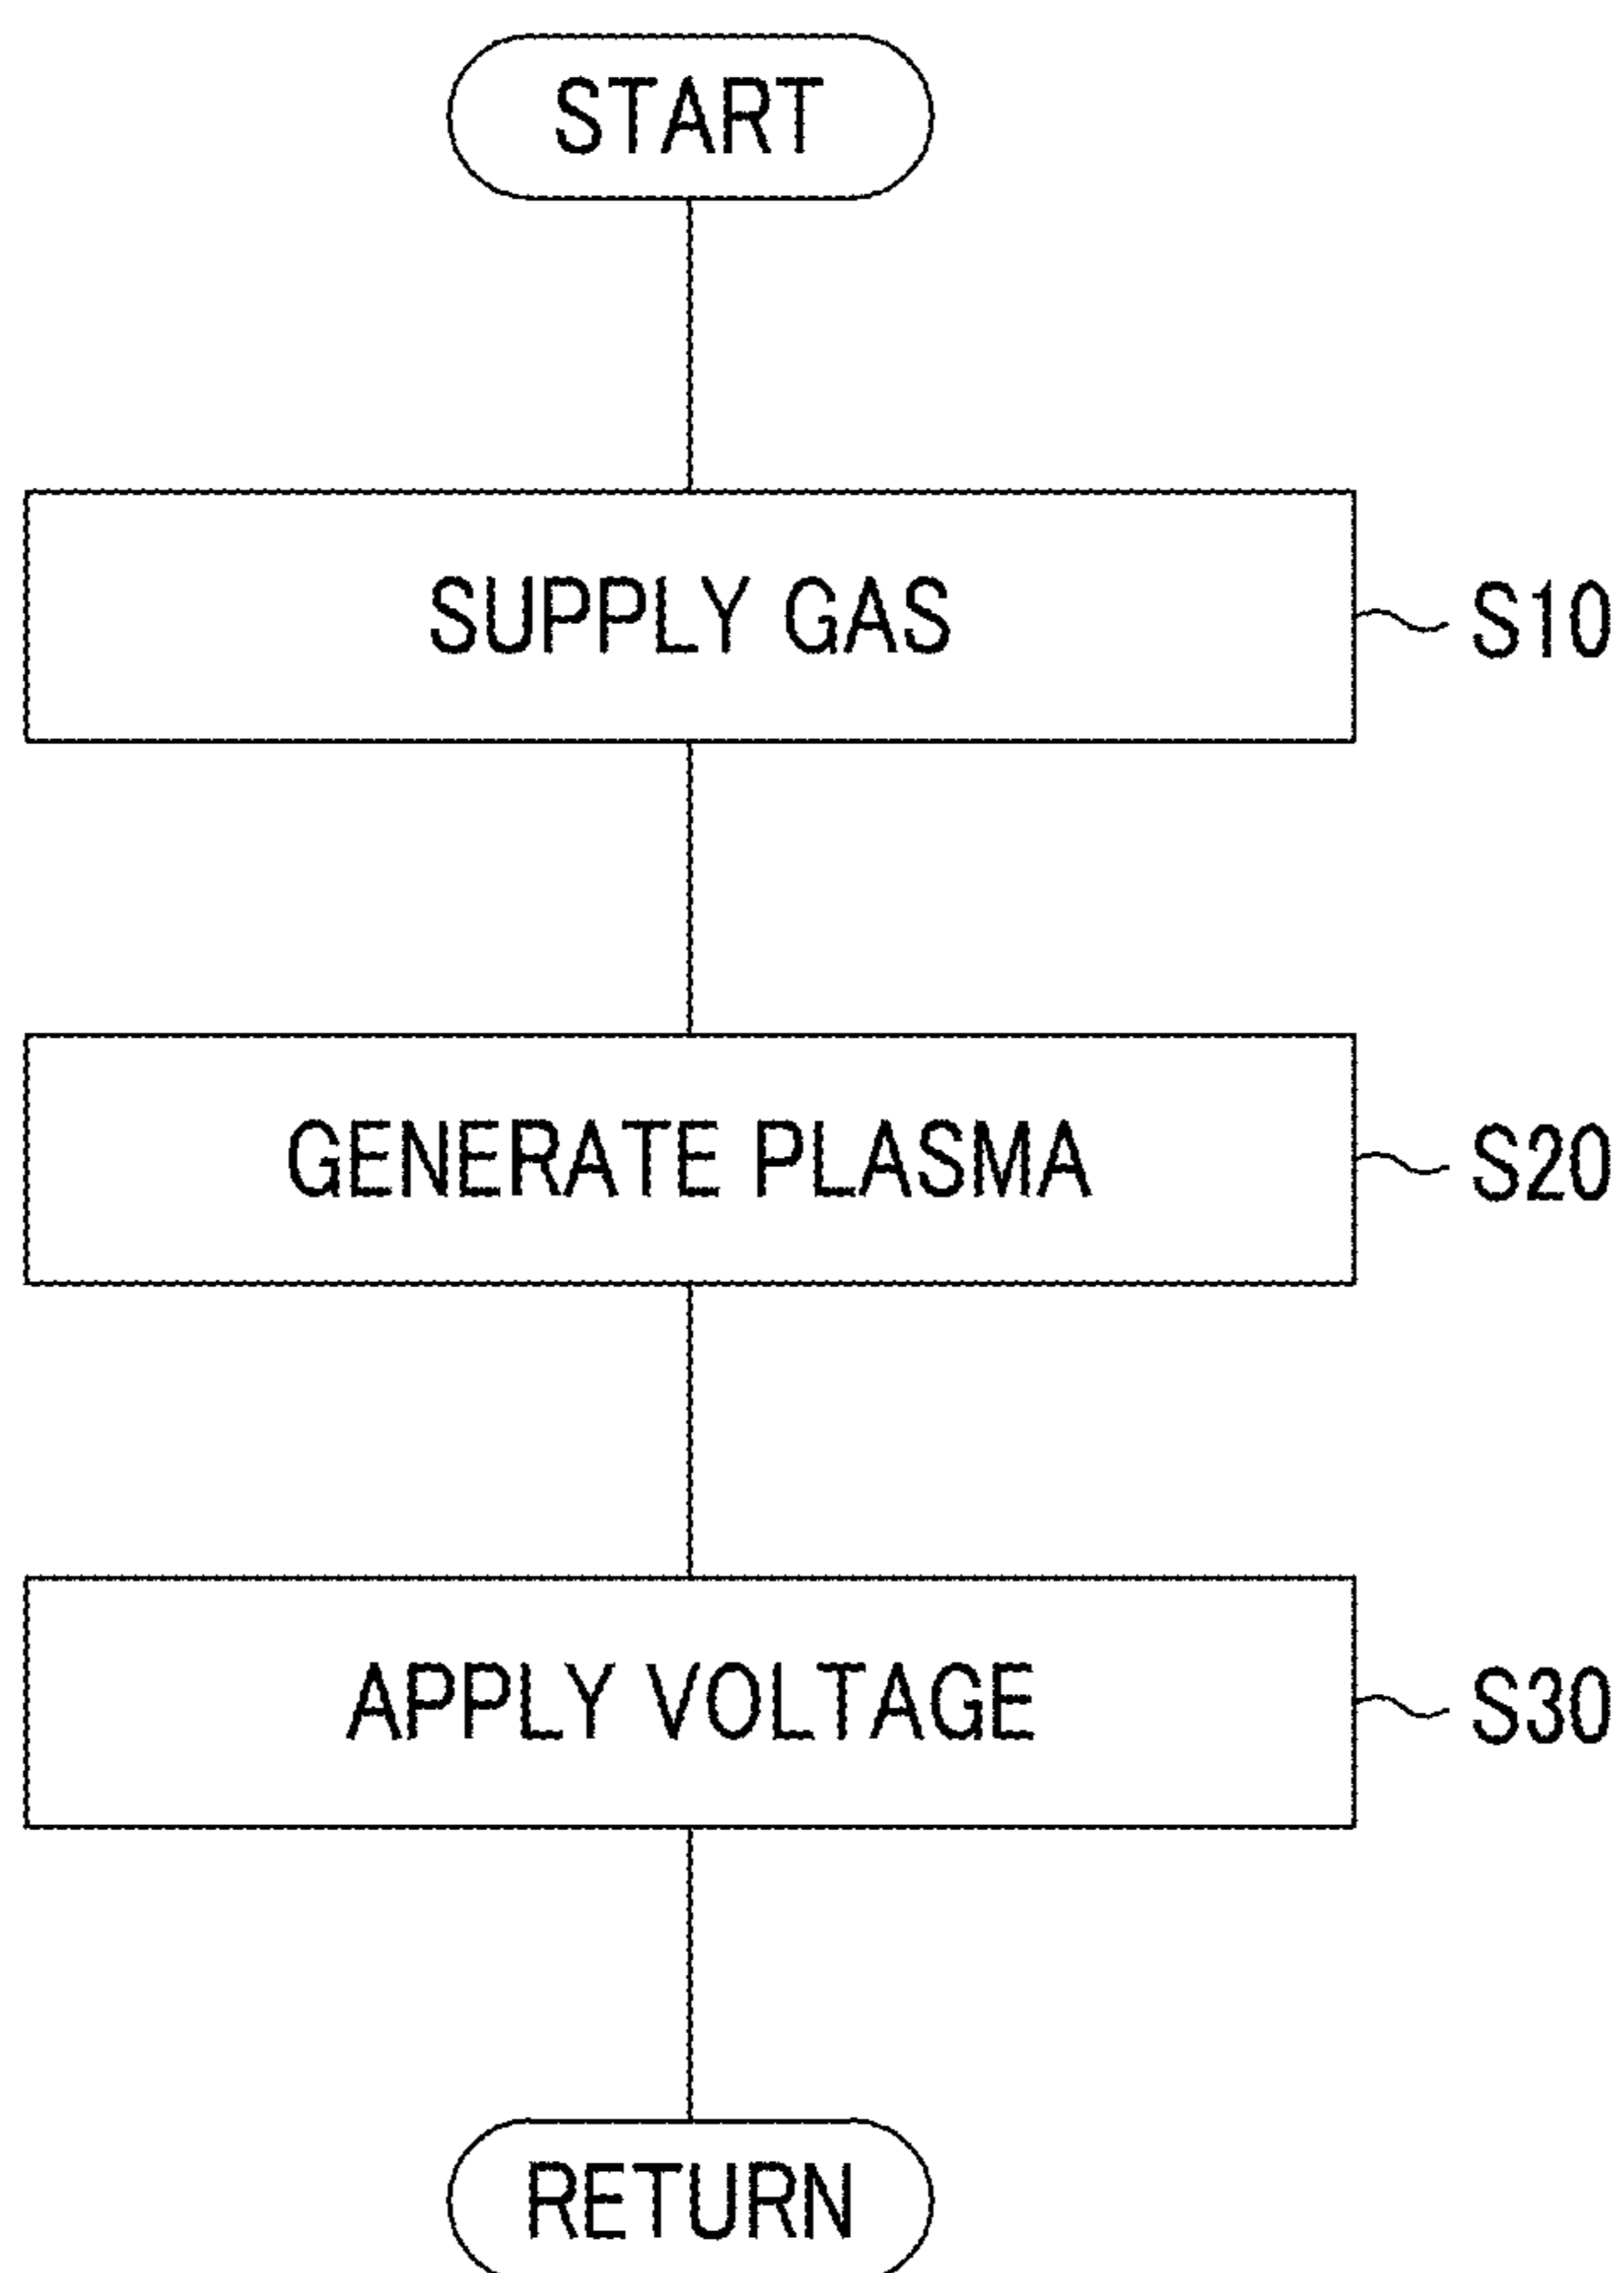 START
SUPPLY GAS S10
GENERATE PLASMA S20
APPLY VOLTAGE S30
RETURN